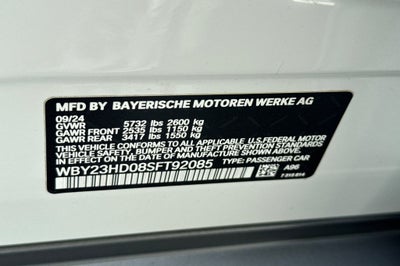 MFD BY BAYERISCHE MOTOREN WERKE AG
09/24
GVWR 5732 lbs 2600 kg
GAWR FRONT 2535 lbs 1150 kg
GAWR REAR 3417 lbs 1550 kg
THIS VEHICLE CONFORMS TO ALL APPLICABLE U.S. FEDERAL MOTOR
VEHICLE SAFETY, BUMPER, AND THEFT PREVENTION STANDARDS
IN EFFECT ON THE DATE OF MANUFACTURE SHOWN ABOVE.
WBY23HD08SFT92085 TYPE: PASSENGER CAR
A96